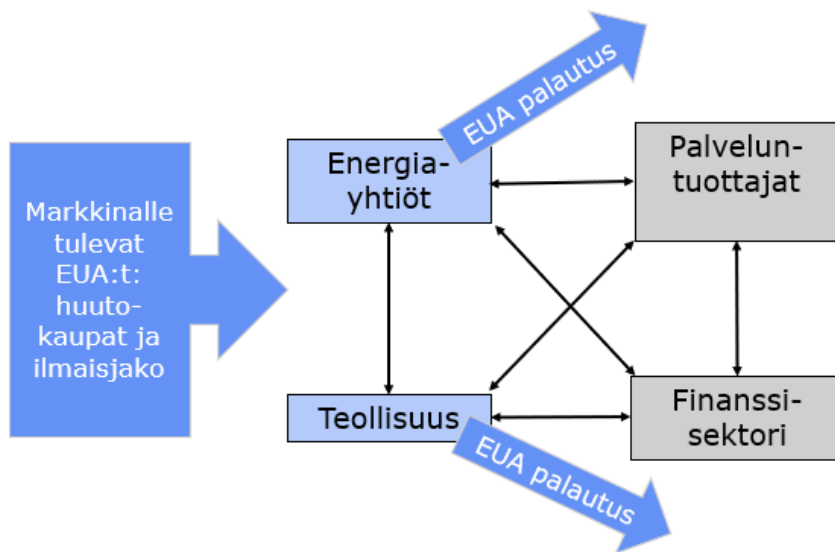 Markkinalle
tulevat
EUA:t:
huuto-
kaupat ja
ilmaisjako
EUA palautus
Energia-
yhtiöt
Palvelun-
tuottajat
Teollisuus
Finanssi-
sektori
EUA palautus